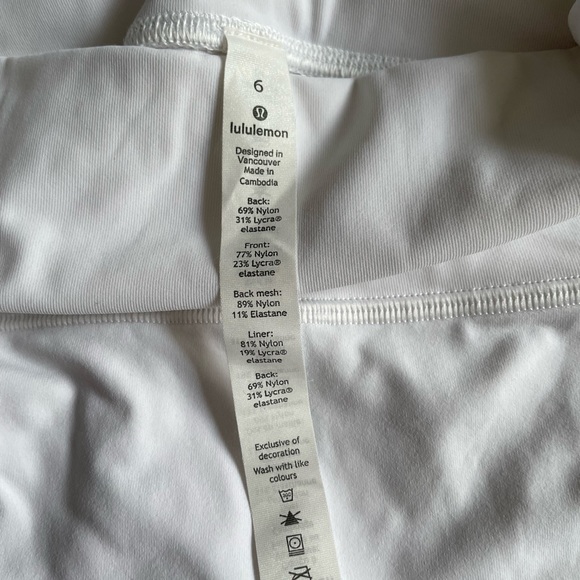 6
lululemon
Designed in
Vancouver
Made in
Cambodia
Back:
69% Nylon
31% Lycra®
elastane
Front:
77% Nylon
23% Lycra®
elastane
Back mesh:
89% Nylon
11% Elastane
Liner:
81% Nylon
19% Lycra®
elastane
Back:
69% Nylon
31% Lycra®
elastane
Exclusive of
decoration
Wash with like
colours